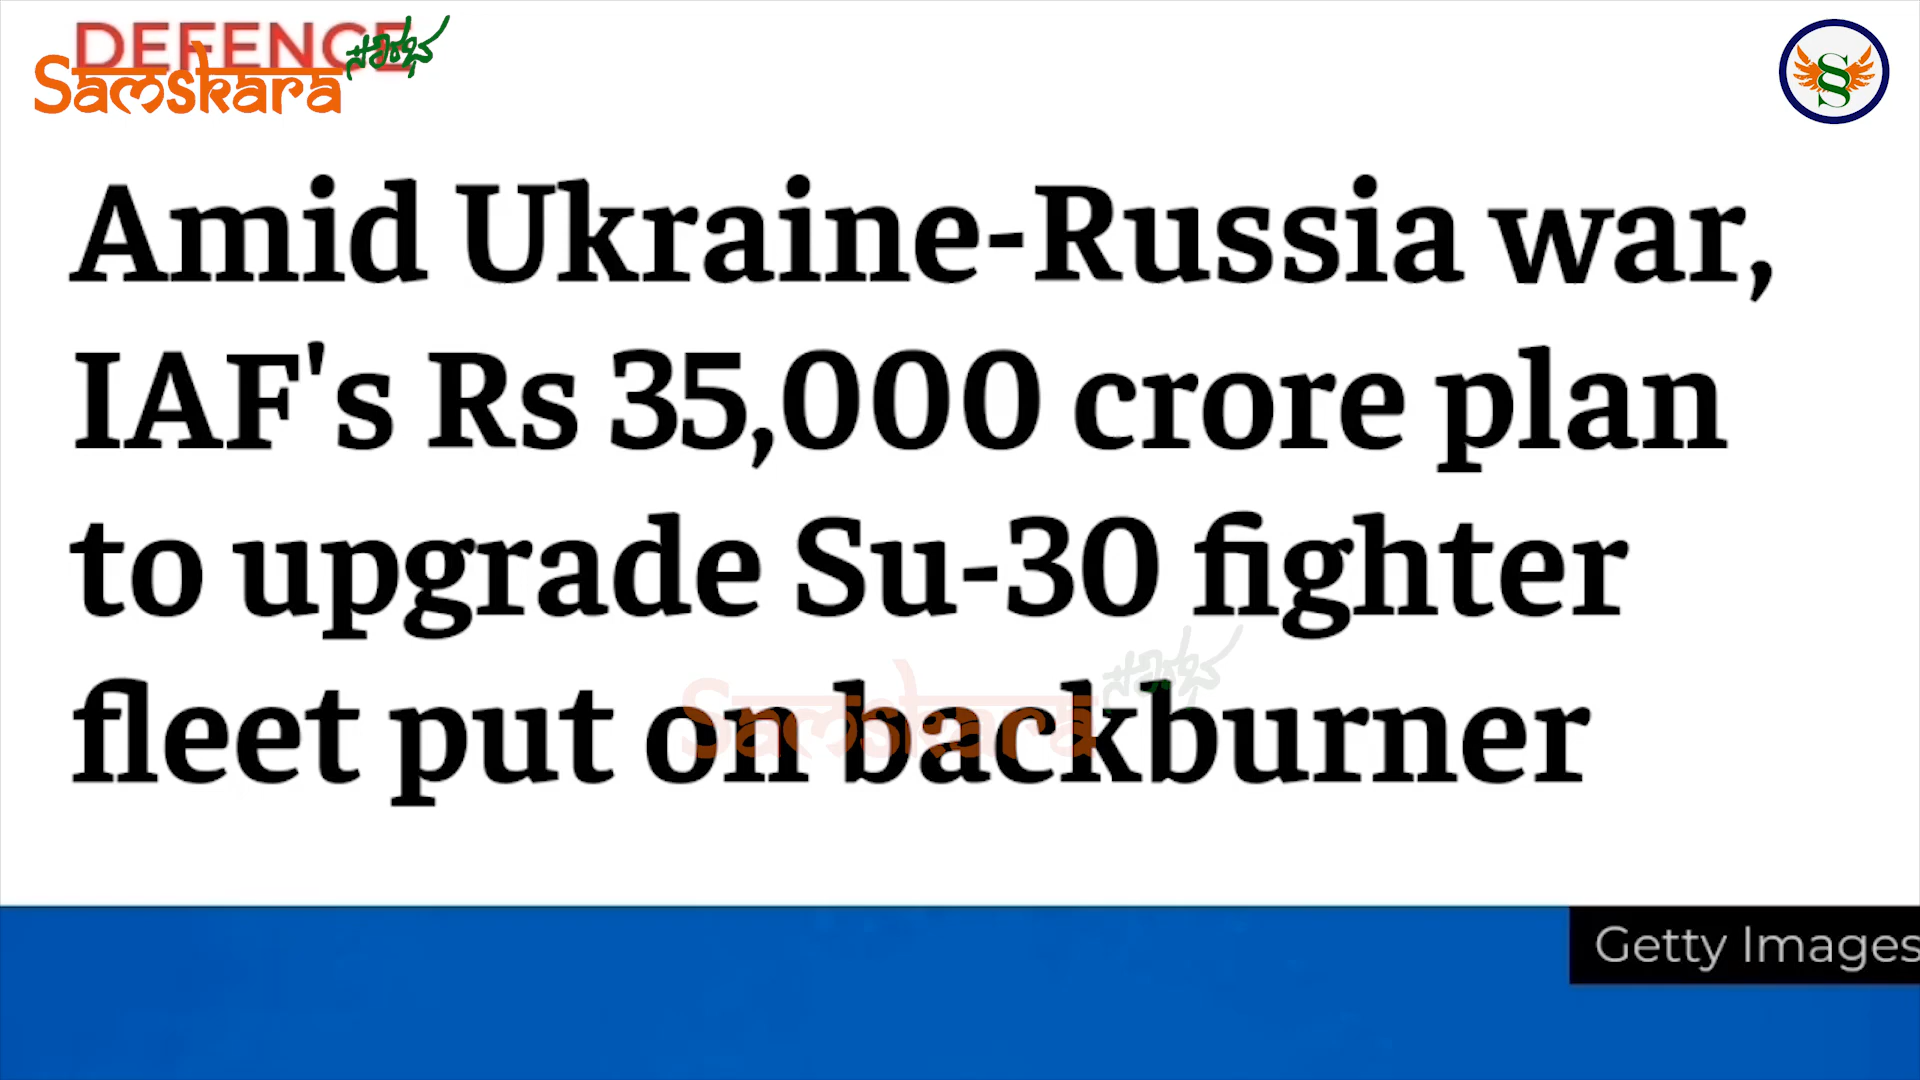 DEFENCE
Samskara
Amid Ukraine-Russia war,
IAF's Rs 35,000 crore plan
to upgrade Su-30 fighter
fleet put on backburner
Samskara
Getty Images